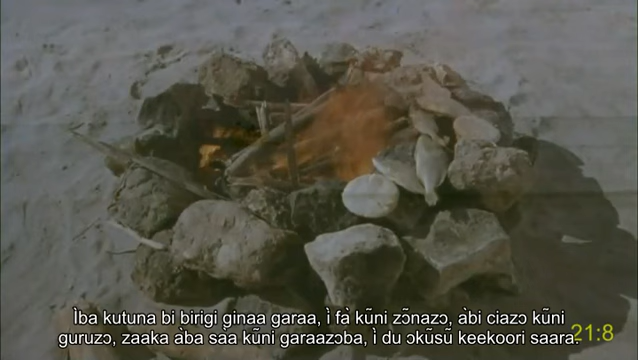 Ìba kutuna bi birigi ginaa garaa, ì fà kũni zɔ̃nazɔ, àbi ciazɔ kũni
guruzɔ, zaaka àba saa kũni garaazɔba, ì du ɔkũsũ keekoori saara.
21:8